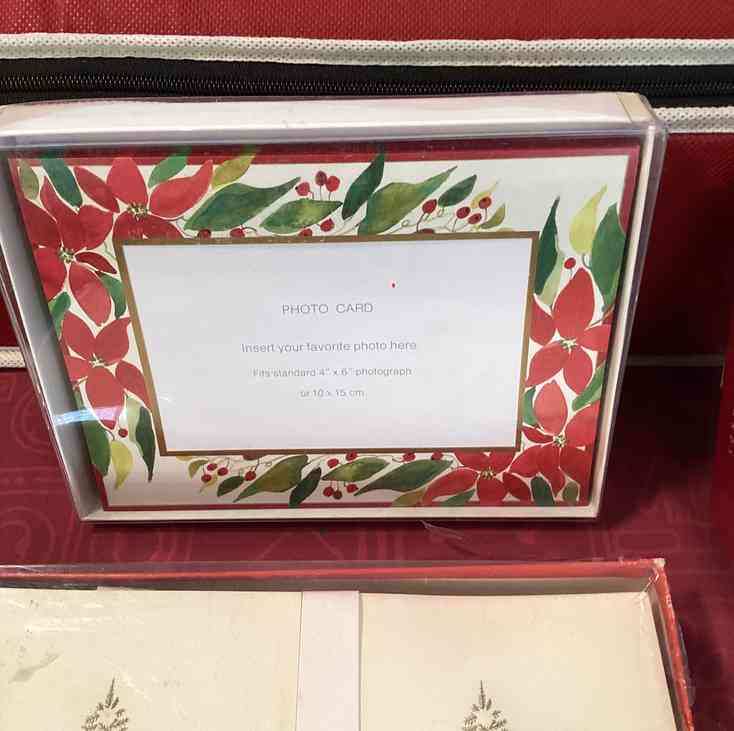 PHOTO CARD
Insert your favorite photo here
Fits standard 4" x 6" photograph
or 10 x 15 cm